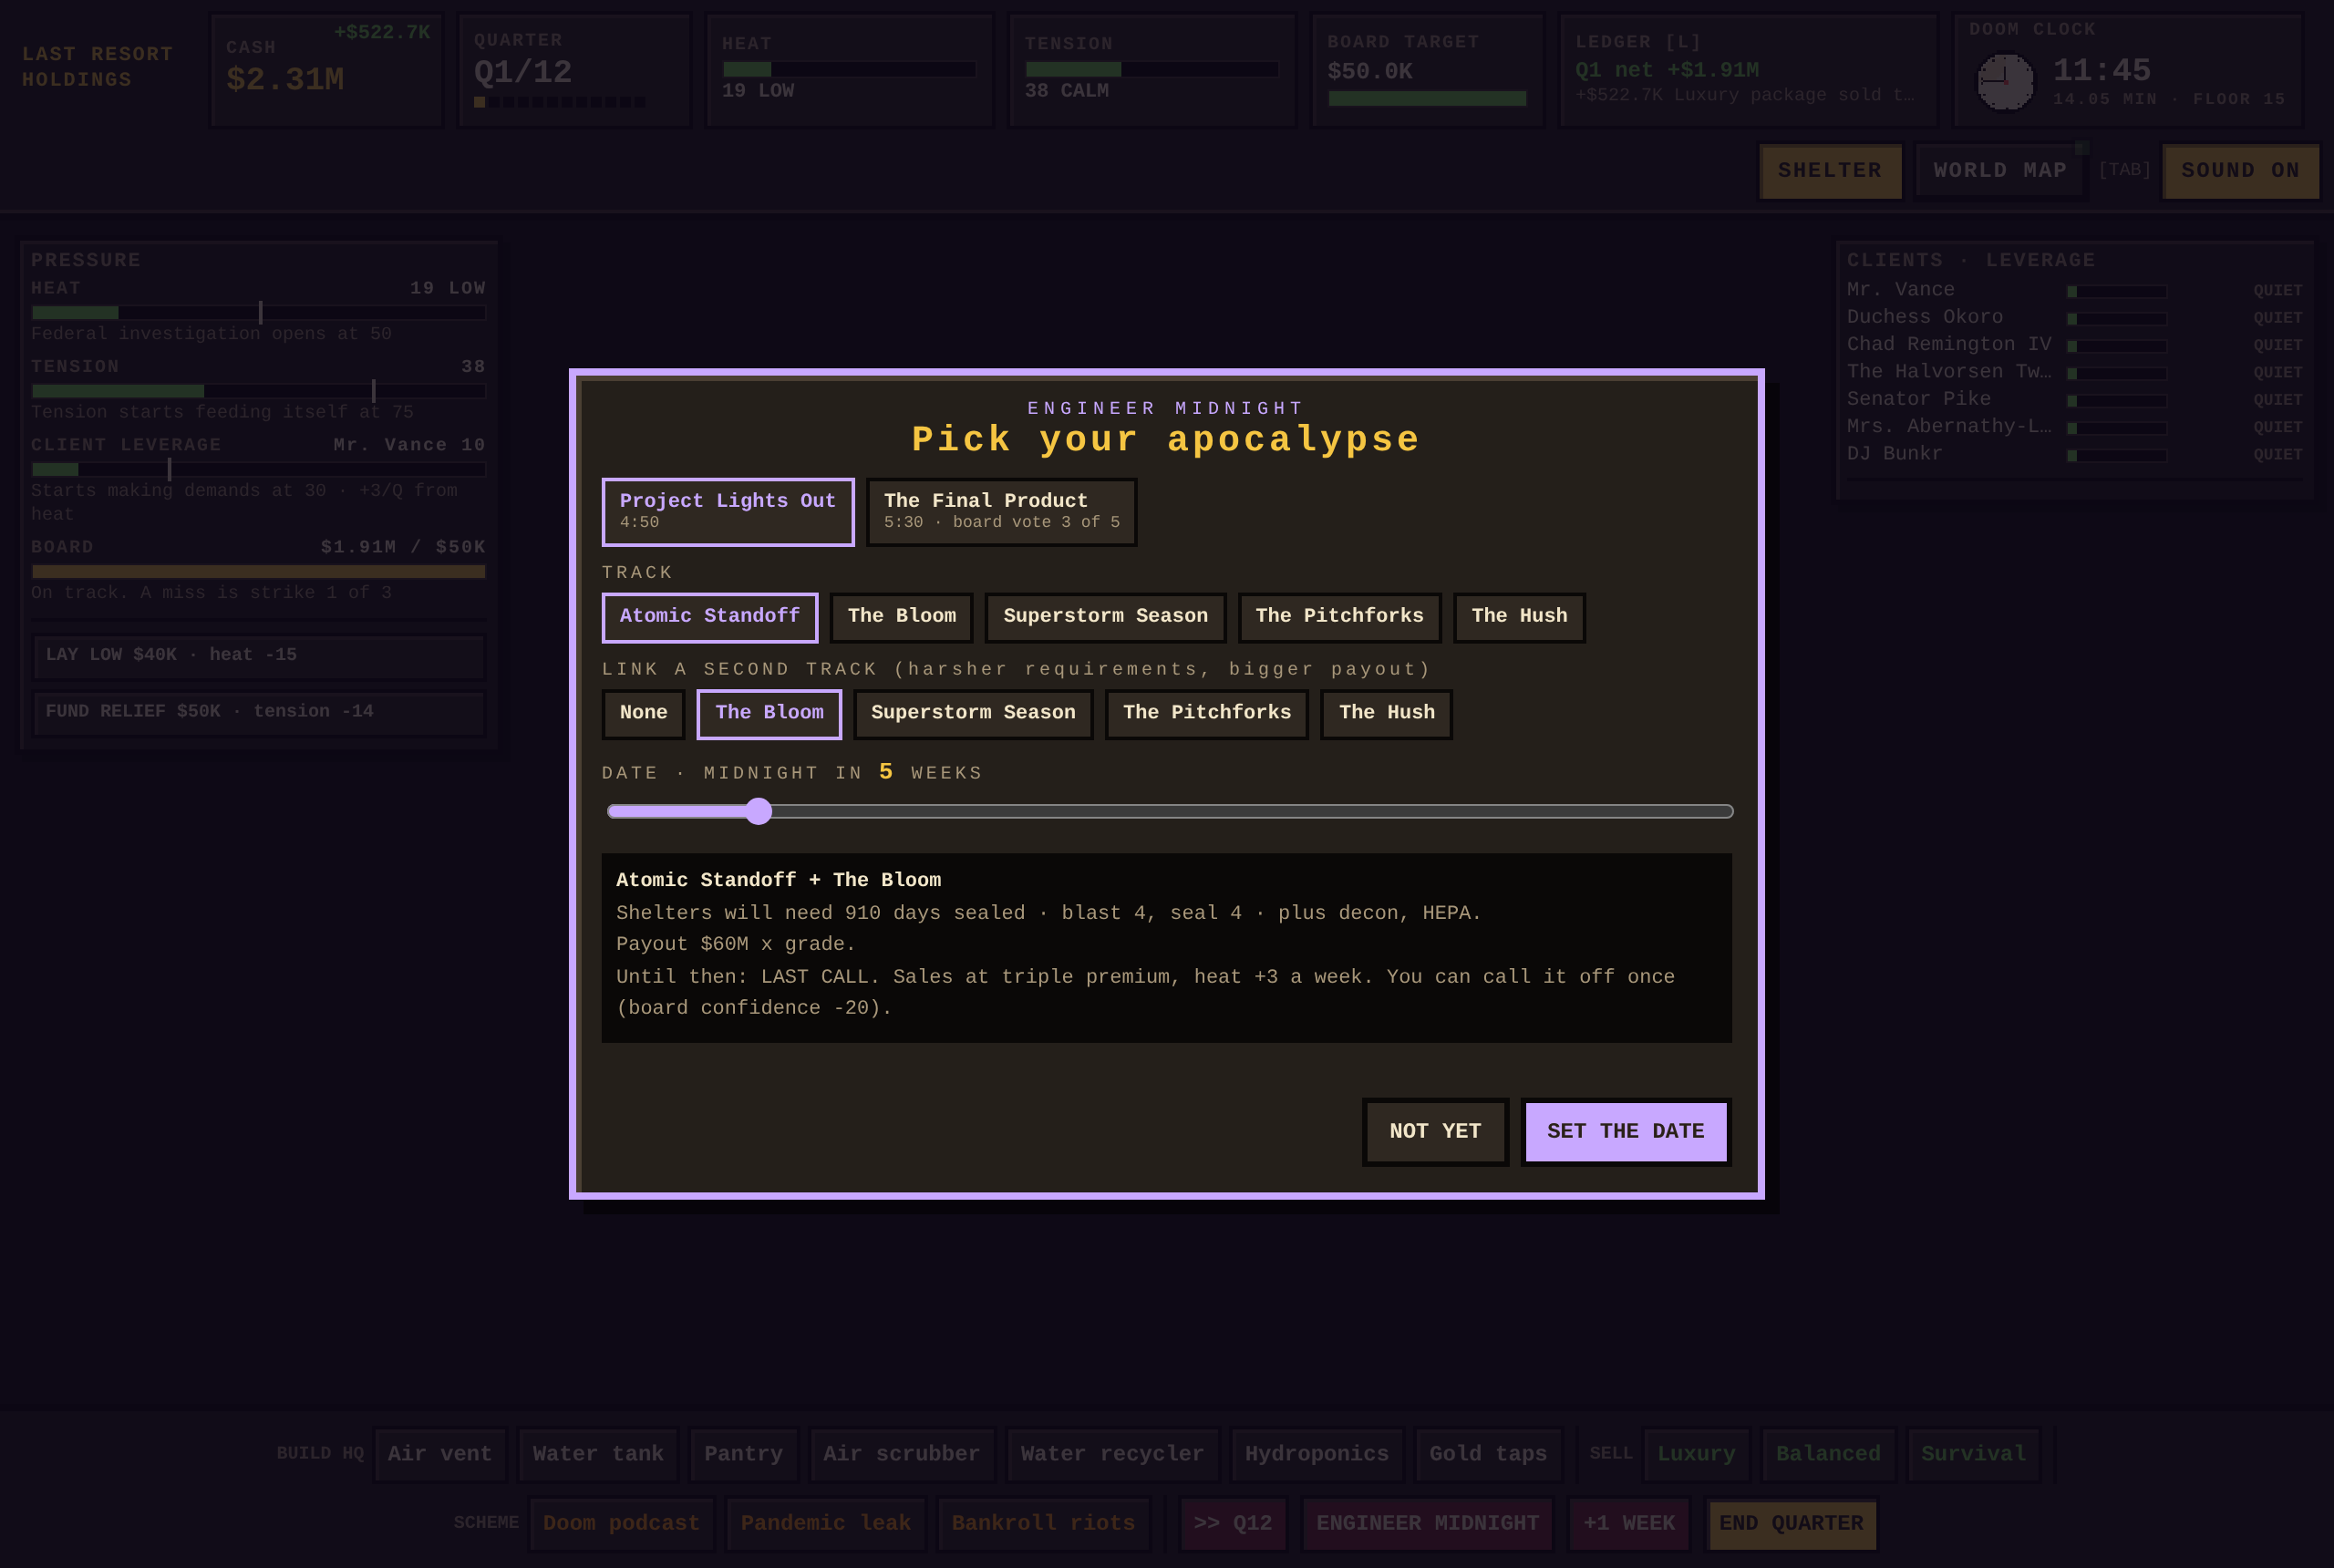 LAST RESORT
HOLDINGS
CASH
+$522.7K
$2.31M
QUARTER
Q1/12
HEAT
19 LOW
TENSION
38 CALM
BOARD TARGET
$50.0K
LEDGER [L]
Q1 net +$1.91M
+$522.7K Luxury package sold t…
DOOM CLOCK
11:45
14.05 MIN · FLOOR 15
SHELTER
WORLD MAP
[TAB]
SOUND ON
PRESSURE
HEAT 19 LOW
Federal investigation opens at 50
TENSION 38
Tension starts feeding itself at 75
CLIENT LEVERAGE Mr. Vance 10
Starts making demands at 30 · +3/Q from
heat
BOARD $1.91M / $50K
On track. A miss is strike 1 of 3
LAY LOW $40K · heat -15
FUND RELIEF $50K · tension -14
CLIENTS · LEVERAGE
Mr. Vance QUIET
Duchess Okoro QUIET
Chad Remington IV QUIET
The Halvorsen Tw… QUIET
Senator Pike QUIET
Mrs. Abernathy-L… QUIET
DJ Bunkr QUIET
ENGINEER MIDNIGHT
Pick your apocalypse
Project Lights Out
4:50
The Final Product
5:30 · board vote 3 of 5
TRACK
Atomic Standoff The Bloom Superstorm Season The Pitchforks The Hush
LINK A SECOND TRACK (harsher requirements, bigger payout)
None The Bloom Superstorm Season The Pitchforks The Hush
DATE · MIDNIGHT IN 5 WEEKS
Atomic Standoff + The Bloom
Shelters will need 910 days sealed · blast 4, seal 4 · plus decon, HEPA.
Payout $60M x grade.
Until then: LAST CALL. Sales at triple premium, heat +3 a week. You can call it off once
(board confidence -20).
NOT YET
SET THE DATE
BUILD HQ Air vent Water tank Pantry Air scrubber Water recycler Hydroponics Gold taps SELL Luxury Balanced Survival
SCHEME Doom podcast Pandemic leak Bankroll riots >> Q12 ENGINEER MIDNIGHT +1 WEEK END QUARTER